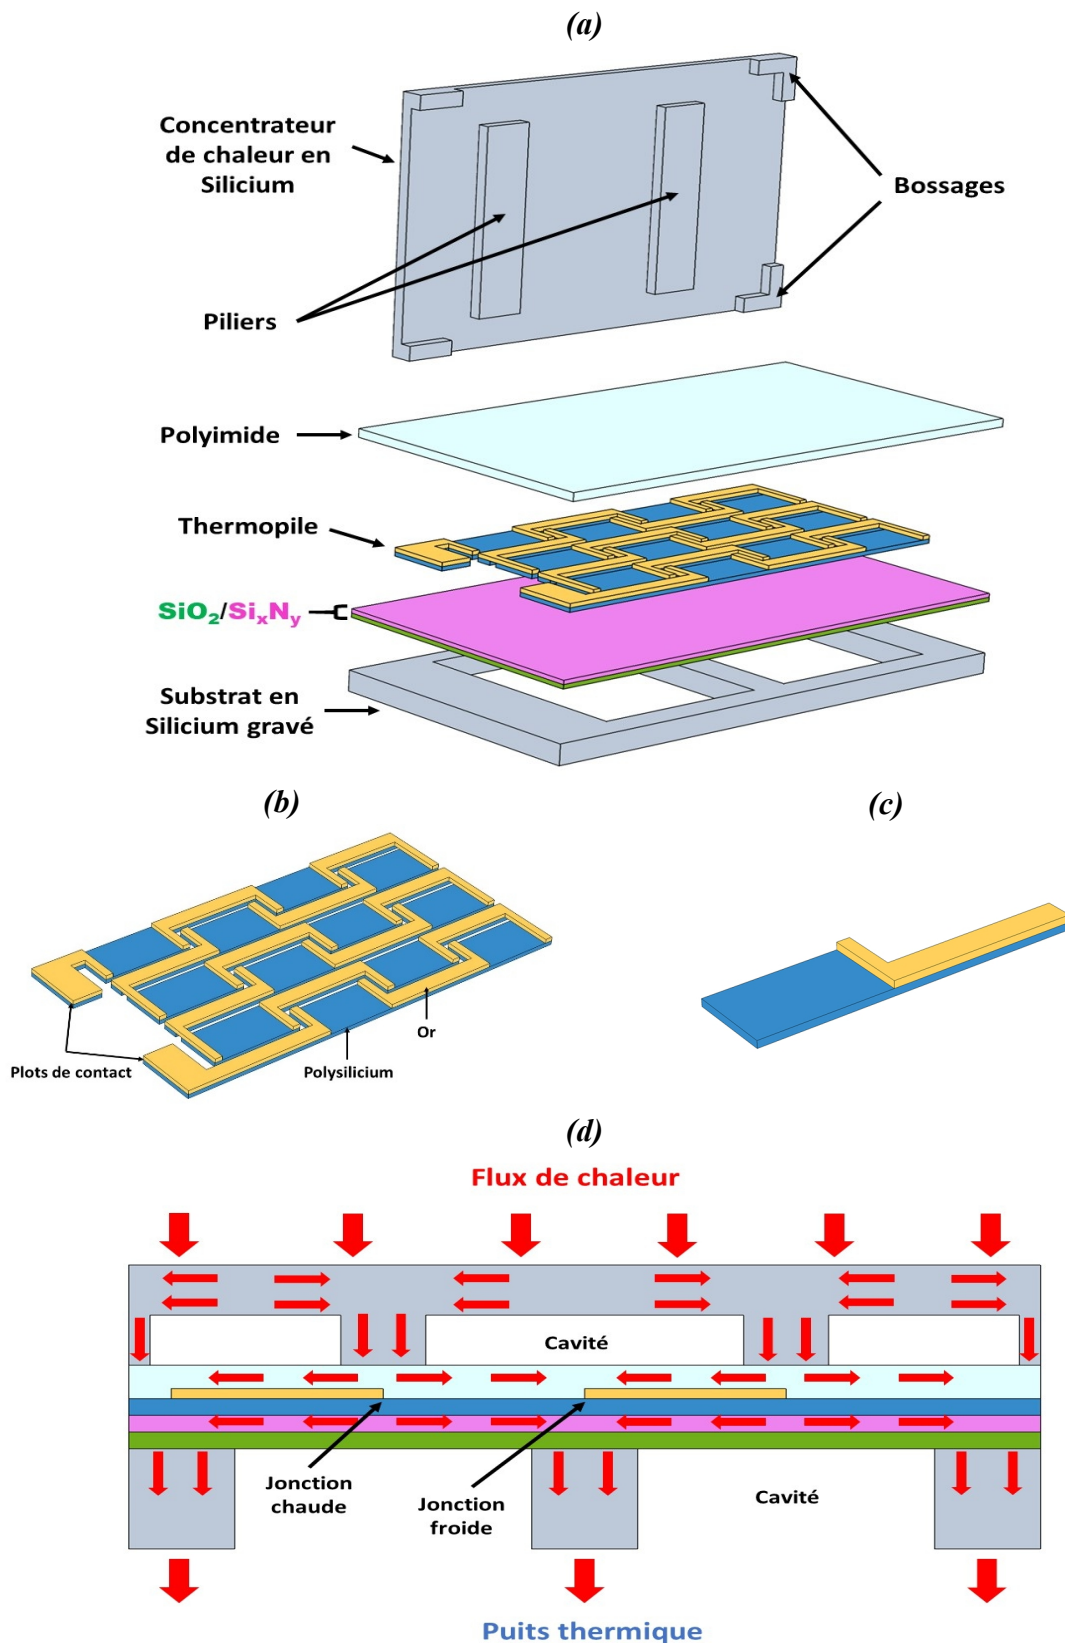 (a)
Concentrateur
de chaleur en
Silicium
Bossages
Piliers
Polyimide
Thermopile
SiO2/SixNy
Substrat en
Silicium gravé
(b)
(c)
Or
Plots de contact
Polysilicium
(d)
Flux de chaleur
Cavité
Jonction
chaude
Jonction
froide
Cavité
Puits thermique